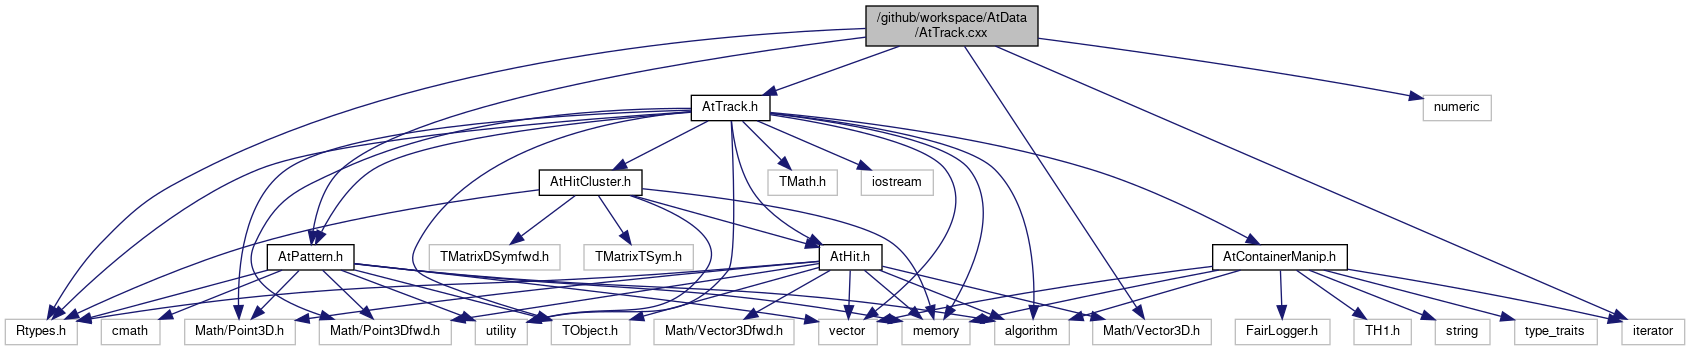 /github/workspace/AtData
/AtTrack.cxx
AtTrack.h
numeric
AtHitCluster.h
TMath.h
iostream
AtPattern.h
TMatrixDSymfwd.h
TMatrixTSym.h
AtHit.h
AtContainerManip.h
Rtypes.h
cmath
Math/Point3D.h
Math/Point3Dfwd.h
utility
TObject.h
Math/Vector3Dfwd.h
vector
memory
algorithm
Math/Vector3D.h
FairLogger.h
TH1.h
string
type_traits
iterator